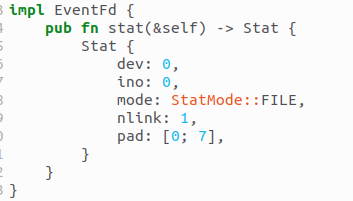 impl EventFd {
    pub fn stat(&self) -> Stat {
        Stat {
            dev: 0,
            ino: 0,
            mode: StatMode::FILE,
            nlink: 1,
            pad: [0; 7],
        }
    }
}